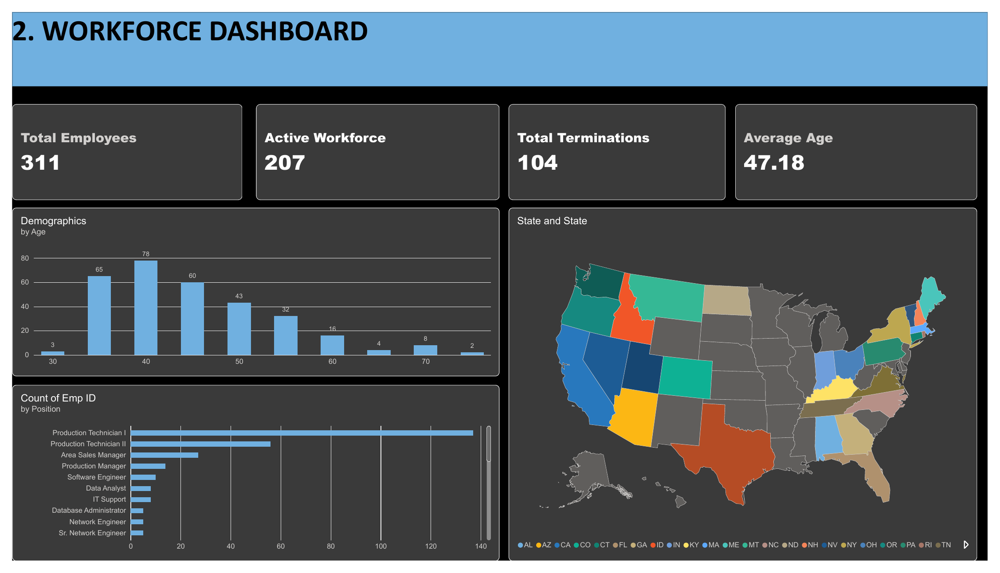 2. WORKFORCE DASHBOARD
Total Employees
311
Active Workforce
207
Total Terminations
104
Average Age
47.18
Demographics
by Age
80
60
40
20
0
3
65
78
60
43
32
16
4
8
2
30
40
50
60
70
Count of Emp ID
by Position
Production Technician I
Production Technician II
Area Sales Manager
Production Manager
Software Engineer
Data Analyst
IT Support
Database Administrator
Network Engineer
Sr. Network Engineer
0 20 40 60 80 100 120 140
State and State
AL AZ CA CO CT FL GA ID IN KY MA ME MT NC ND NH NV NY OH OR PA RI TN